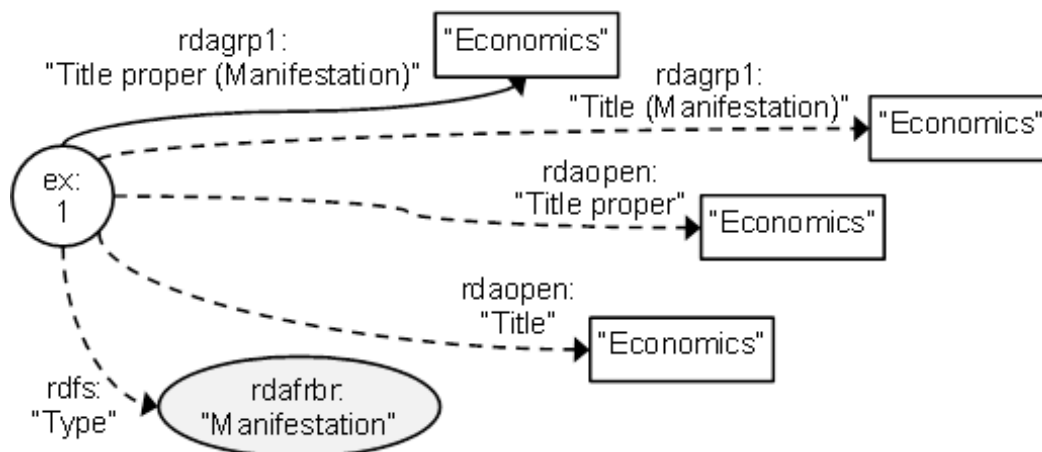 rdagrp1:
"Title proper (Manifestation)"
"Economics"
rdagrp1:
"Title (Manifestation)"
"Economics"
ex:
1
rdaopen:
"Title proper"
"Economics"
rdaopen:
"Title"
"Economics"
rdfs:
"Type"
rdafrbr:
"Manifestation"